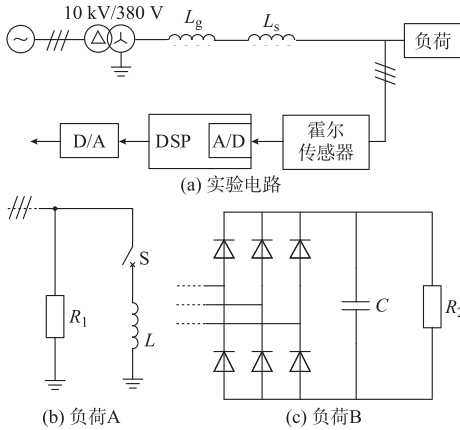 10 kV/380 V
L_g
L_s
负荷
D/A
DSP
A/D
霍尔
传感器
(a) 实验电路
S
R_1
L
C
R_2
(b) 负荷A
(c) 负荷B